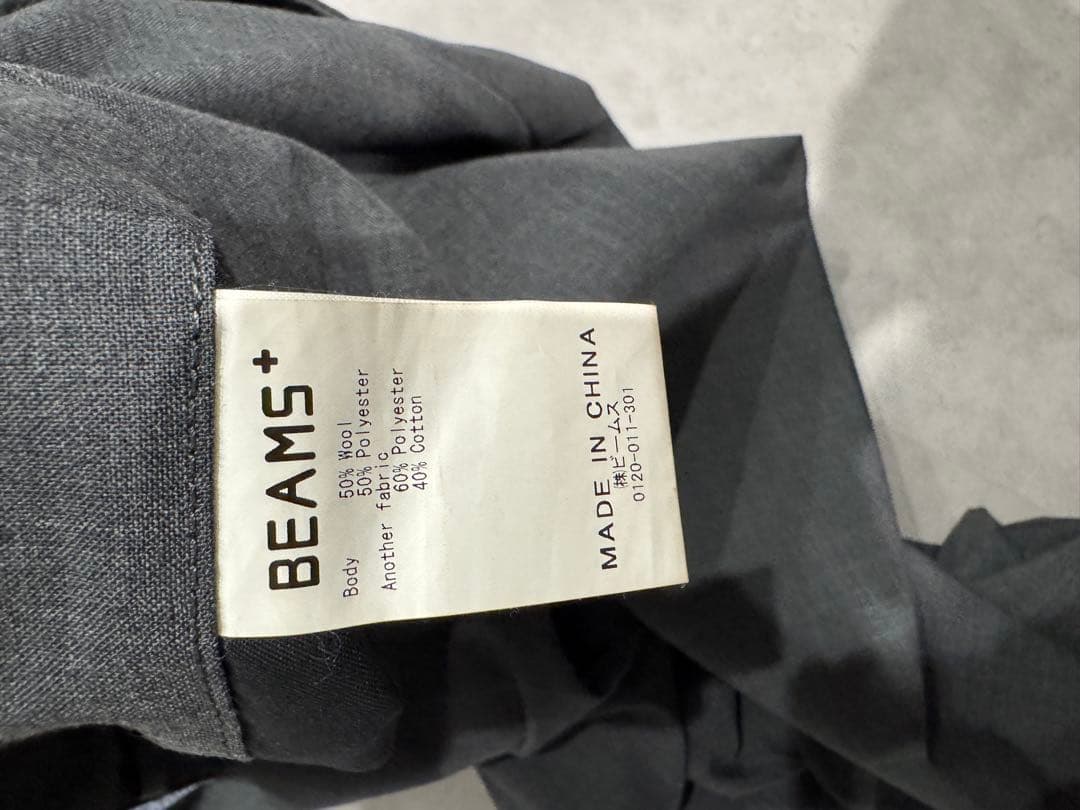 BEAMS+
Body 50% Wool
50% Polyester
Another fabric
60% Polyester
40% Cotton
MADE IN CHINA
㈱ビームス
0120-011-301